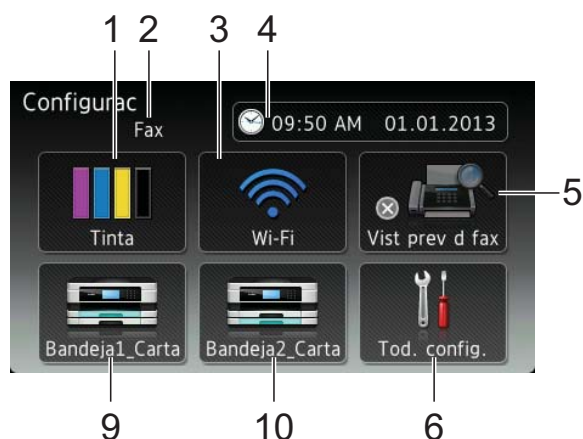 1 2 3 4
Configurac
Fax
09:50 AM 01.01.2013
5
Tinta
Wi-Fi
Vist prev d fax
Bandeja1_Carta
Bandeja2_Carta
Tod. config.
9 10 6